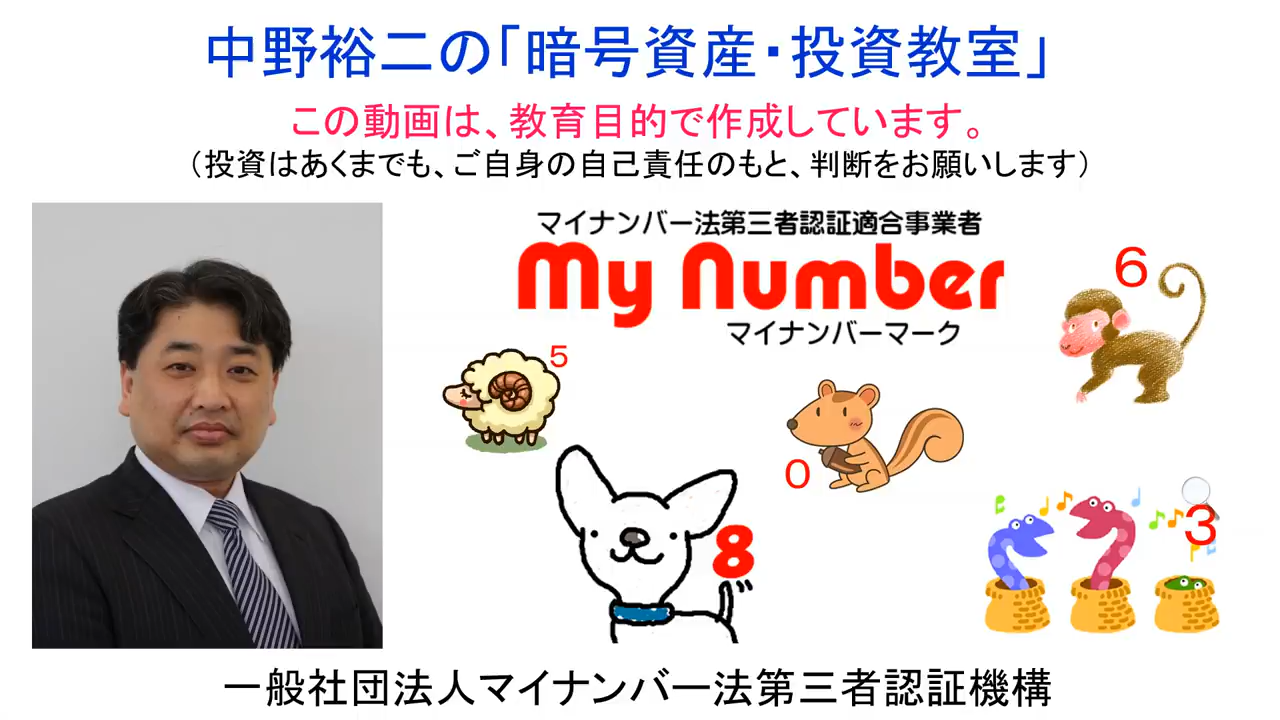 中野裕二の「暗号資産・投資教室」
この動画は、教育目的で作成しています。
（投資はあくまでも、ご自身の自己責任のもと、判断をお願いします）
マイナンバー法第三者認証適合事業者
My Number
マイナンバーマーク
6
5
0
3
8
一般社団法人マイナンバー法第三者認証機構